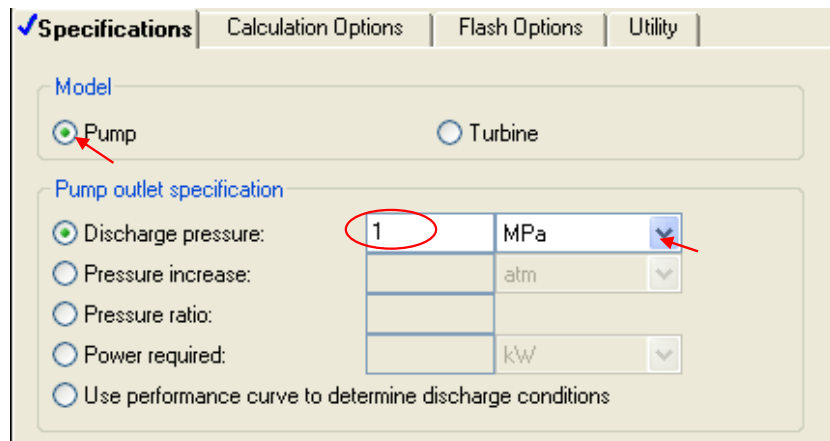 Specifications Calculation Options Flash Options Utility
Model
Pump Turbine
Pump outlet specification
Discharge pressure: 1 MPa
Pressure increase: atm
Pressure ratio:
Power required: kW
Use performance curve to determine discharge conditions